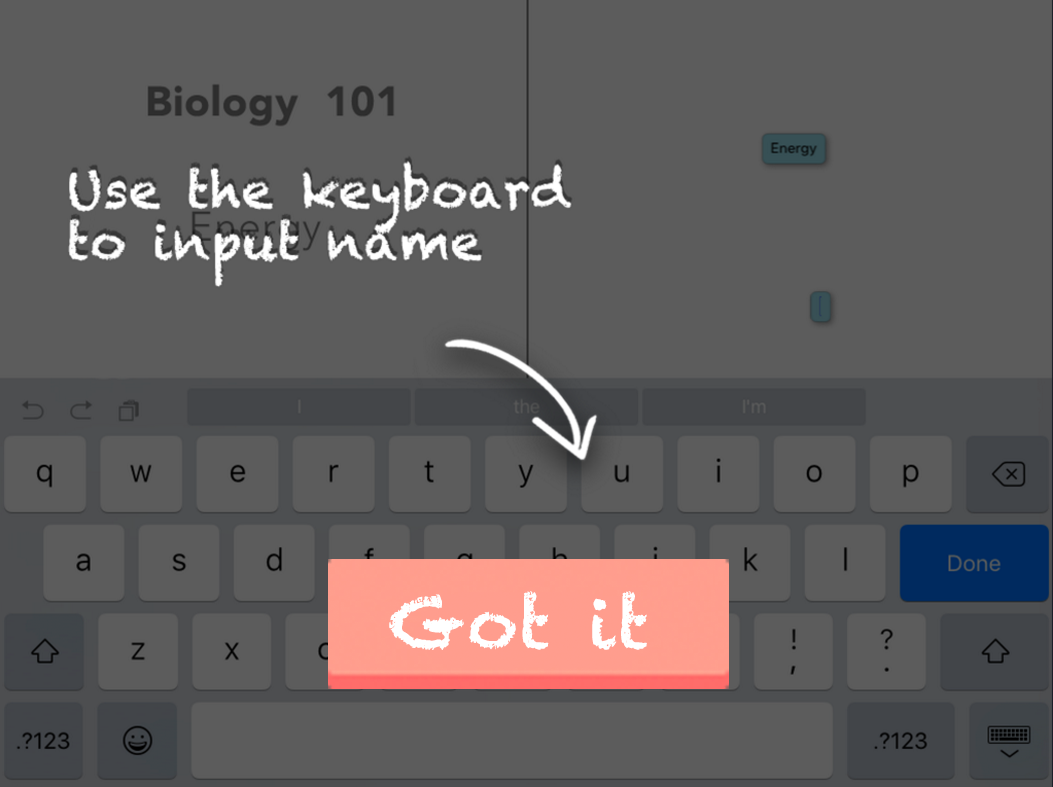 Biology 101
Energy
Use the keyboard
Energy
to input name
I the I'm
q w e r t y u i o p
a s d f g h j k l Done
Got it
z x ! , ? .
.?123 .?123